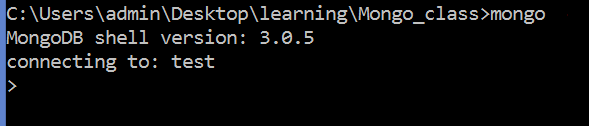 C:\Users\admin\Desktop\learning\Mongo_class>mongo
MongoDB shell version: 3.0.5
connecting to: test
>